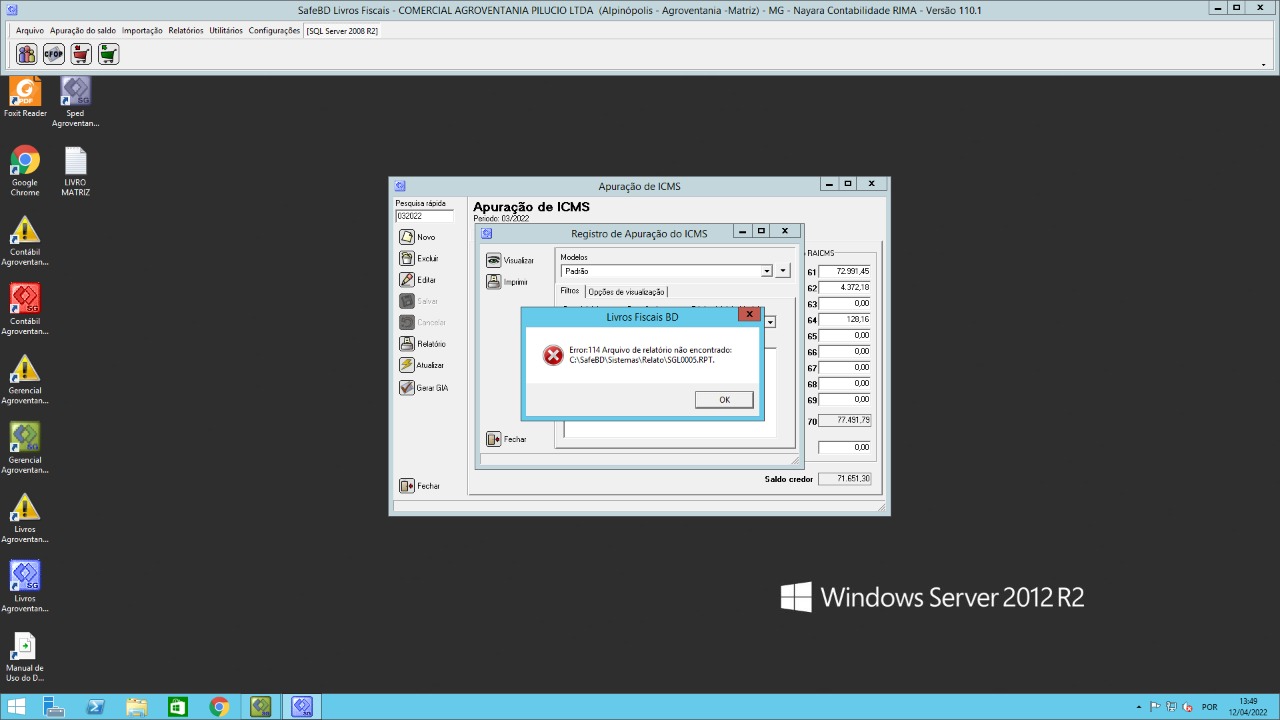 SafeBD Livros Fiscais - COMERCIAL AGROVENTANIA PILUCIO LTDA (Alpinópolis - Agroventania -Matriz) - MG - Nayara Contabilidade RIMA - Versão 110.1
Arquivo Apuração do saldo Importação Relatórios Utilitários Configurações [SQL Server 2008 R2]
CFOP
Foxit Reader
Sped Agroventan...
Google Chrome
LIVRO MATRIZ
Contábil Agroventan...
Contábil Agroventan...
Gerencial Agroventan...
Gerencial Agroventan...
Livros Agroventan...
Livros Agroventan...
Manual de Uso do D...
Apuração de ICMS
Pesquisa rápida
032022
Novo
Excluir
Editar
Salvar
Cancelar
Relatório
Atualizar
Gerar GIA
Fechar
Apuração de ICMS
Periodo: 03/2022
Registro de Apuração do ICMS
Visualizar
Imprimir
Fechar
Modelos
Padrão
Filtros
Opções de visualização
Livros Fiscais BD
Error:114 Arquivo de relatório não encontrado:
C:\SafeBD\Sistemas\Relato\SGL0005.RPT.
OK
RAICMS
61 72.991,45
62 4.372,18
63 0,00
64 128,16
65 0,00
66 0,00
67 0,00
68 0,00
69 0,00
70 77.491,79
0,00
Saldo credor 71.651,30
Windows Server 2012 R2
POR
13:49
12/04/2022